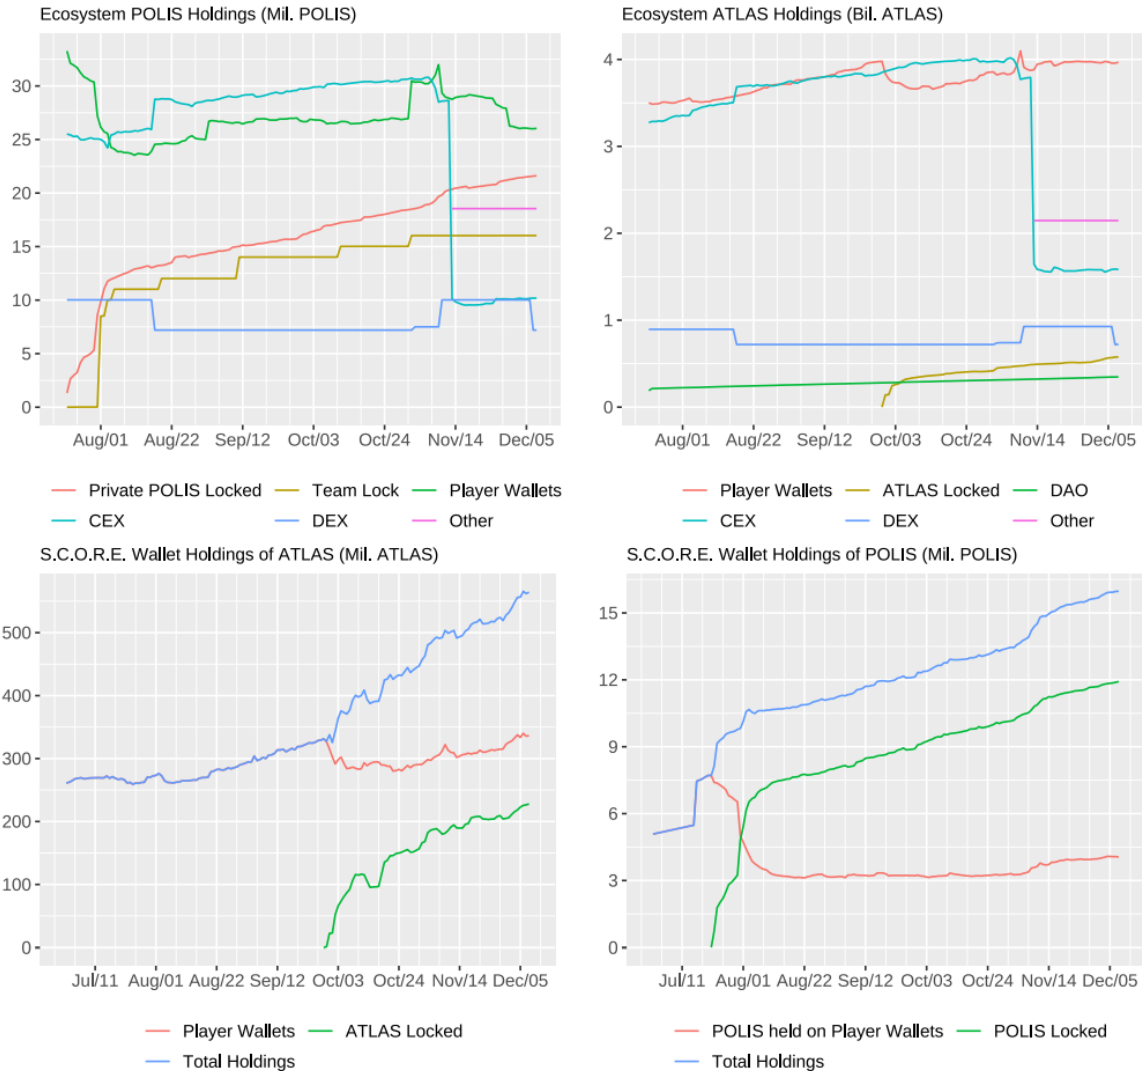 Ecosystem POLIS Holdings (Mil. POLIS)
30
25
20
15
10
5
0
Aug/01 Aug/22 Sep/12 Oct/03 Oct/24 Nov/14 Dec/05
Private POLIS Locked Team Lock Player Wallets
CEX DEX Other
Ecosystem ATLAS Holdings (Bil. ATLAS)
4
3
2
1
0
Aug/01 Aug/22 Sep/12 Oct/03 Oct/24 Nov/14 Dec/05
Player Wallets ATLAS Locked DAO
CEX DEX Other
S.C.O.R.E. Wallet Holdings of ATLAS (Mil. ATLAS)
500
400
300
200
100
0
Jul/11 Aug/01 Aug/22 Sep/12 Oct/03 Oct/24 Nov/14 Dec/05
Player Wallets ATLAS Locked
Total Holdings
S.C.O.R.E. Wallet Holdings of POLIS (Mil. POLIS)
15
12
9
6
3
0
Jul/11 Aug/01 Aug/22 Sep/12 Oct/03 Oct/24 Nov/14 Dec/05
POLIS held on Player Wallets POLIS Locked
Total Holdings